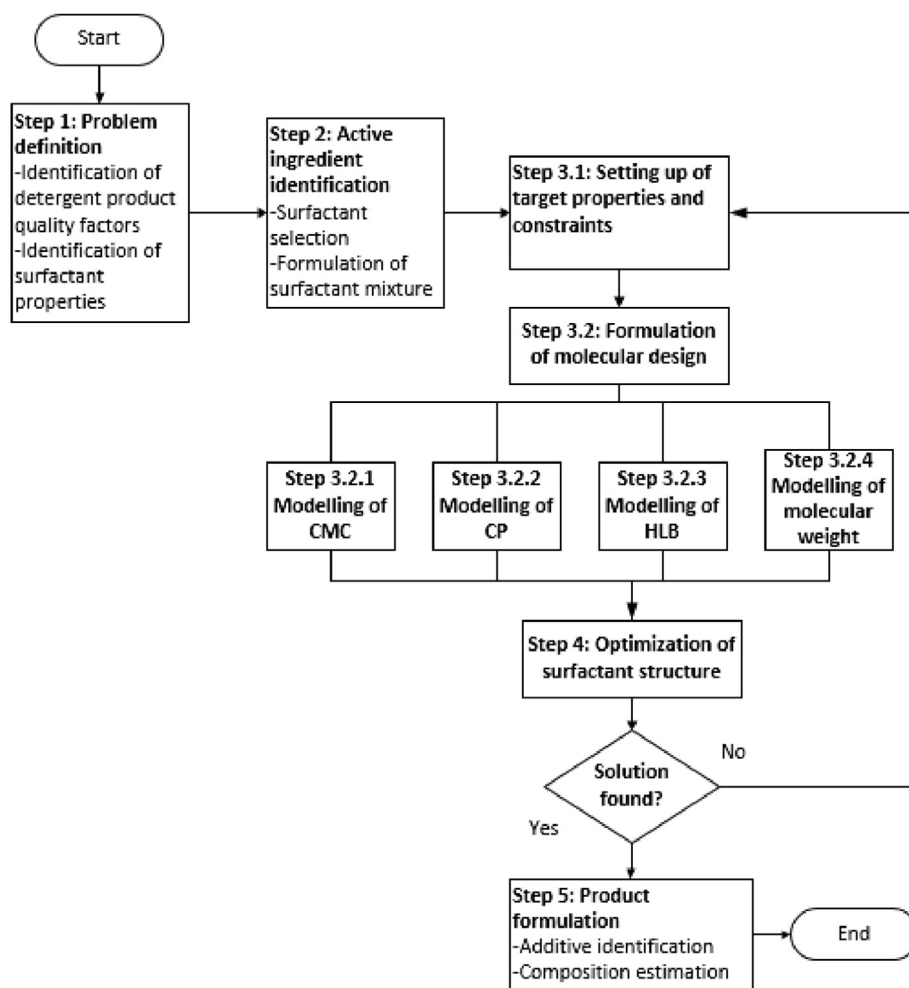 Start
Step 1: Problem
definition
-Identification of
detergent product
quality factors
-Identification of
surfactant
properties
Step 2: Active
ingredient
identification
-Surfactant
selection
-Formulation of
surfactant mixture
Step 3.1: Setting up of
target properties and
constraints
Step 3.2: Formulation
of molecular design
Step 3.2.1
Modelling of
CMC
Step 3.2.2
Modelling of
CP
Step 3.2.3
Modelling of
HLB
Step 3.2.4
Modelling of
molecular
weight
Step 4: Optimization of
surfactant structure
Solution
found?
No
Yes
Step 5: Product
formulation
-Additive identification
-Composition estimation
End